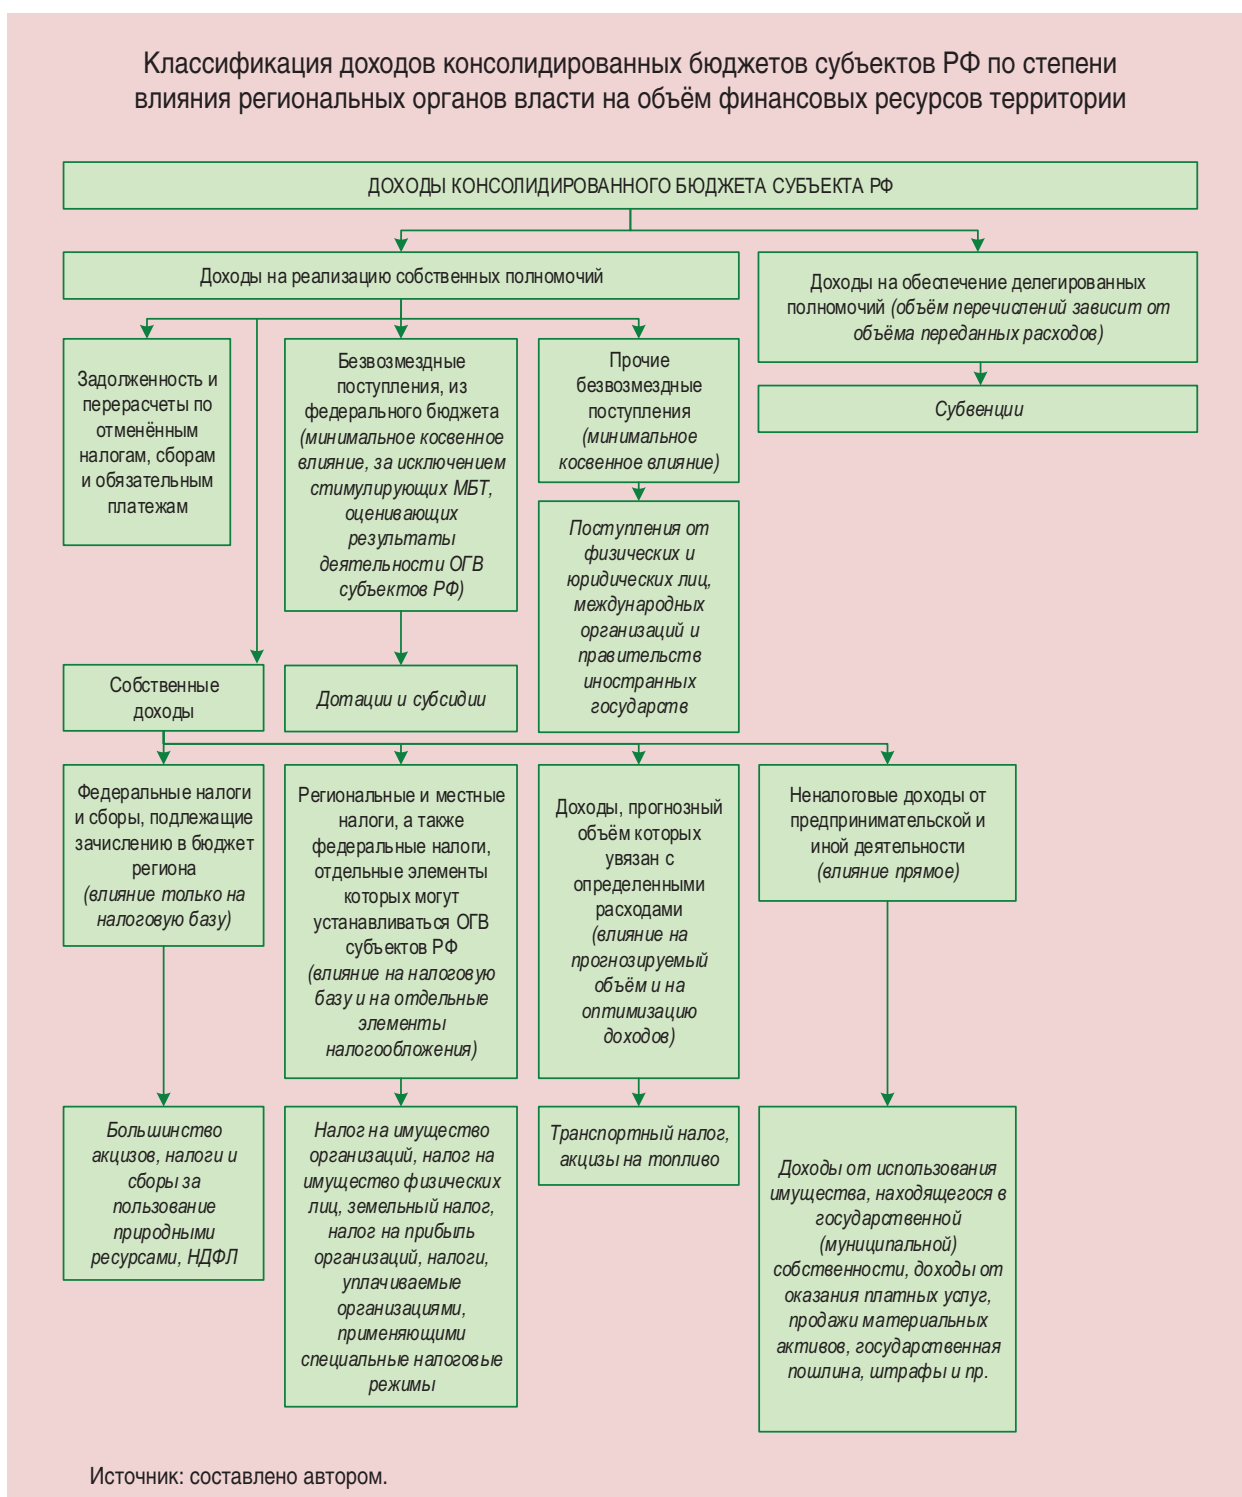 Классификация доходов консолидированных бюджетов субъектов РФ по степени
влияния региональных органов власти на объём финансовых ресурсов территории
ДОХОДЫ КОНСОЛИДИРОВАННОГО БЮДЖЕТА СУБЪЕКТА РФ
Доходы на реализацию собственных полномочий
Доходы на обеспечение делегированных
полномочий (объём перечислений зависит от
объёма переданных расходов)
Субвенции
Задолженность и
перерасчеты по
отменённым
налогам, сборам
и обязательным
платежам
Безвозмездные
поступления, из
федерального бюджета
(минимальное косвенное
влияние, за исключением
стимулирующих МБТ,
оценивающих
результаты
деятельности ОГВ
субъектов РФ)
Прочие
безвозмездные
поступления
(минимальное
косвенное влияние)
Поступления от
физических и
юридических лиц,
международных
организаций и
правительств
иностранных
государств
Собственные
доходы
Дотации и субсидии
Федеральные налоги
и сборы, подлежащие
зачислению в бюджет
региона
(влияние только на
налоговую базу)
Региональные и местные
налоги, а также
федеральные налоги,
отдельные элементы
которых могут
устанавливаться ОГВ
субъектов РФ
(влияние на налоговую
базу и на отдельные
элементы
налогообложения)
Доходы, прогнозный
объём которых
увязан с
определенными
расходами
(влияние на
прогнозируемый
объём и на
оптимизацию
доходов)
Неналоговые доходы от
предпринимательской и
иной деятельности
(влияние прямое)
Большинство
акцизов, налоги и
сборы за
пользование
природными
ресурсами, НДФЛ
Налог на имущество
организаций, налог на
имущество физических
лиц, земельный налог,
налог на прибыль
организаций, налоги,
уплачиваемые
организациями,
применяющими
специальные налоговые
режимы
Транспортный налог,
акцизы на топливо
Доходы от использования
имущества, находящегося в
государственной
(муниципальной)
собственности, доходы от
оказания платных услуг,
продажи материальных
активов, государственная
пошлина, штрафы и пр.
Источник: составлено автором.